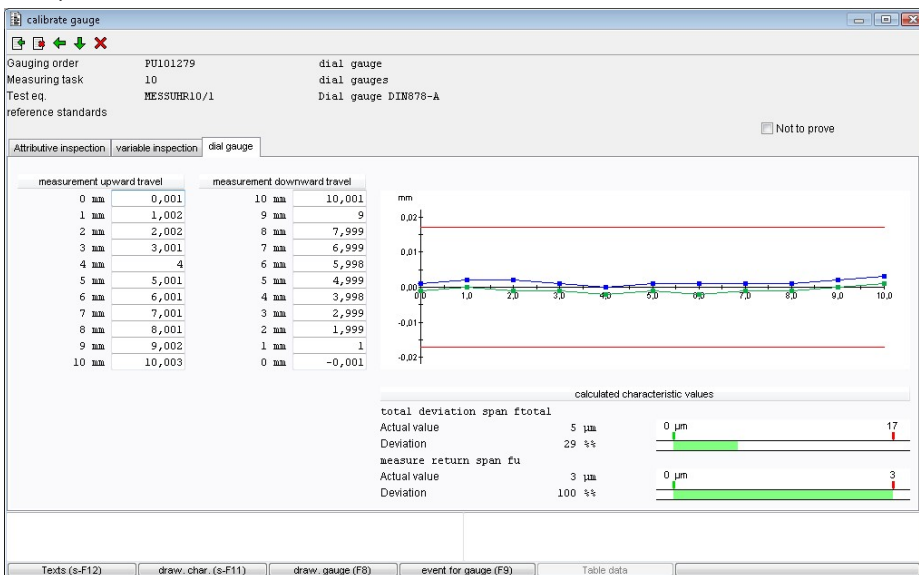 calibrate gauge
Gauging order PU101279 dial gauge
Measuring task 10 dial gauges
Test eq. MESSUHR10/1 Dial gauge DIN878-A
reference standards
Not to prove
Attributive inspection variable inspection dial gauge
measurement upward travel measurement downward travel
0 mm 0,001 10 mm 10,001
1 mm 1,002 9 mm 9
2 mm 2,002 8 mm 7,999
3 mm 3,001 7 mm 6,999
4 mm 4 6 mm 5,998
5 mm 5,001 5 mm 4,999
6 mm 6,001 4 mm 3,998
7 mm 7,001 3 mm 2,999
8 mm 8,001 2 mm 1,999
9 mm 9,002 1 mm 1
10 mm 10,003 0 mm -0,001
mm
0,02
0,01
0,00
0,0 1,0 2,0 3,0 4,0 5,0 6,0 7,0 8,0 9,0 10,0
-0,01
-0,02
calculated characteristic values
total deviation span ftotal
Actual value 5 µm 0 µm 17
Deviation 29 %%
measure return span fu
Actual value 3 µm 0 µm 3
Deviation 100 %%
Texts (s-F12) draw. char. (s-F11) draw. gauge (F8) event for gauge (F9) Table data